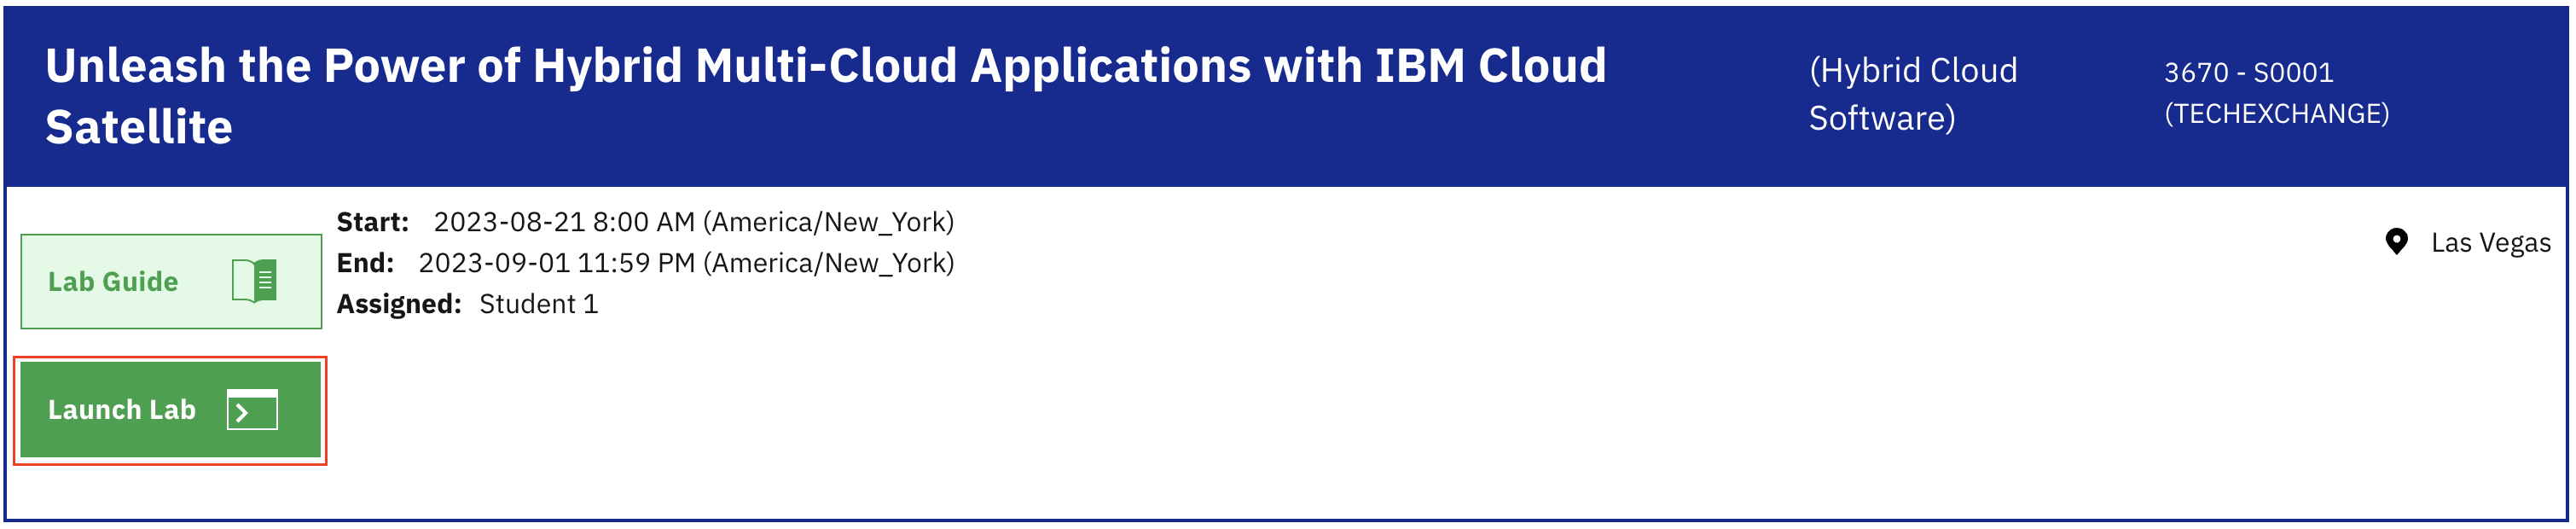 Unleash the Power of Hybrid Multi-Cloud Applications with IBM Cloud
Satellite
(Hybrid Cloud
Software)
3670 - S0001
(TECHEXCHANGE)
Lab Guide
Launch Lab
Start: 2023-08-21 8:00 AM (America/New_York)
End: 2023-09-01 11:59 PM (America/New_York)
Assigned: Student 1
Las Vegas